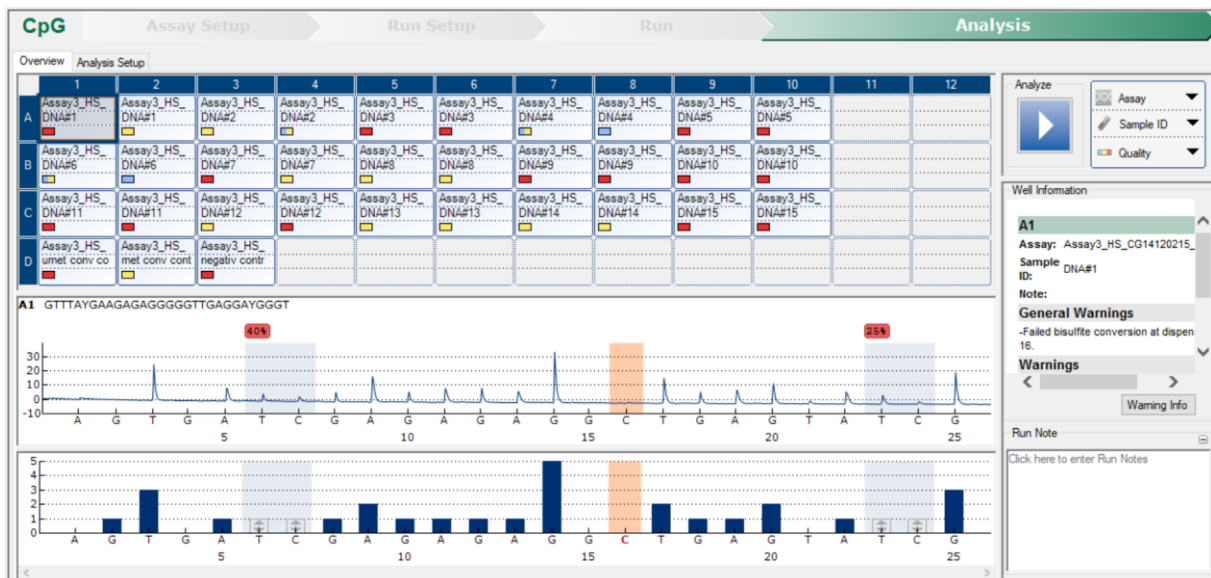 CpG Assay Setup Run Setup Run Analysis
Overview Analysis Setup
1 2 3 4 5 6 7 8 9 10 11 12
A
Assay3_HS_ Assay3_HS_ Assay3_HS_ Assay3_HS_ Assay3_HS_ Assay3_HS_ Assay3_HS_ Assay3_HS_ Assay3_HS_ Assay3_HS_
DNA#1 DNA#1 DNA#2 DNA#2 DNA#3 DNA#3 DNA#4 DNA#4 DNA#5 DNA#5
B
Assay3_HS_ Assay3_HS_ Assay3_HS_ Assay3_HS_ Assay3_HS_ Assay3_HS_ Assay3_HS_ Assay3_HS_ Assay3_HS_ Assay3_HS_
DNA#6 DNA#6 DNA#7 DNA#7 DNA#8 DNA#8 DNA#9 DNA#9 DNA#10 DNA#10
C
Assay3_HS_ Assay3_HS_ Assay3_HS_ Assay3_HS_ Assay3_HS_ Assay3_HS_ Assay3_HS_ Assay3_HS_ Assay3_HS_ Assay3_HS_
DNA#11 DNA#11 DNA#12 DNA#12 DNA#13 DNA#13 DNA#14 DNA#14 DNA#15 DNA#15
D
Assay3_HS_ Assay3_HS_ Assay3_HS_
umet conv co met conv cont negativ contr
A1 GTTTAYGAAGAGAGGGGGTTGAGGAYGGGT
40% 25%
30
20
10
0
-10
A G T G A T C G A G A G A G G C T G A G T A T C G
5 10 15 20 25
5
4
3
2
1
0
A G T G A T C G A G A G A G G C T G A G T A T C G
5 10 15 20 25
Analyze
Assay
Sample ID
Quality
Well Information
A1
Assay: Assay3_HS_CG14120215_
Sample ID: DNA#1
Note:
General Warnings
-Failed bisulfite conversion at dispen
16.
Warnings
Warning Info
Run Note
Click here to enter Run Notes